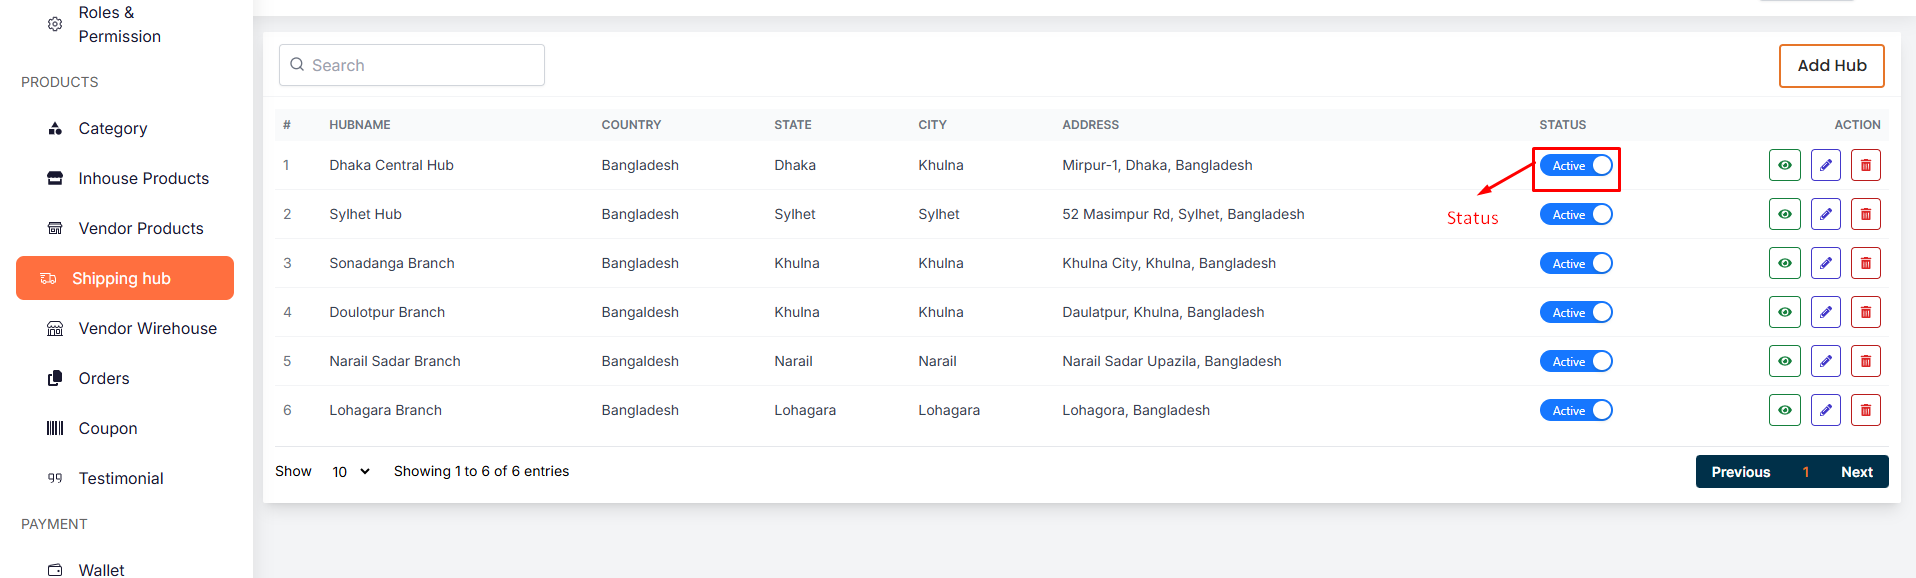 Roles &
Permission
PRODUCTS
Category
Inhouse Products
Vendor Products
Shipping hub
Vendor Wirehouse
Orders
Coupon
Testimonial
PAYMENT
Wallet
Search
Add Hub
# HUBNAME COUNTRY STATE CITY ADDRESS STATUS ACTION
1 Dhaka Central Hub Bangladesh Dhaka Khulna Mirpur-1, Dhaka, Bangladesh Active
Status
2 Sylhet Hub Bangladesh Sylhet Sylhet 52 Masimpur Rd, Sylhet, Bangladesh Active
3 Sonadanga Branch Bangladesh Khulna Khulna Khulna City, Khulna, Bangladesh Active
4 Doulotpur Branch Bangaldesh Khulna Khulna Daulatpur, Khulna, Bangladesh Active
5 Narail Sadar Branch Bangaldesh Narail Narail Narail Sadar Upazila, Bangladesh Active
6 Lohagara Branch Bangladesh Lohagara Lohagara Lohagora, Bangladesh Active
Show 10 Showing 1 to 6 of 6 entries
Previous 1 Next